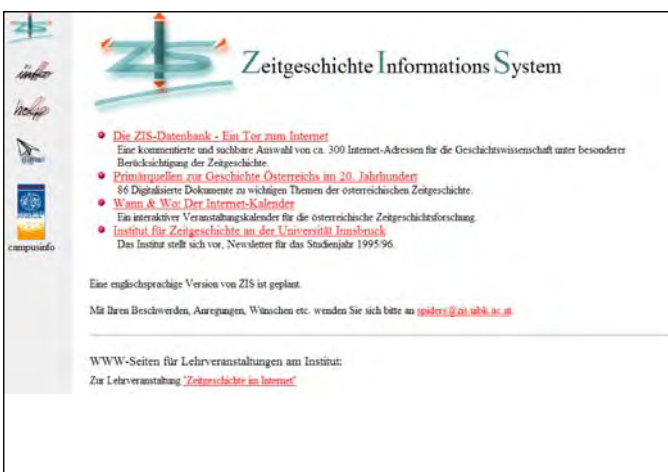 ZIS
Zeitgeschichte Informations System
info
help
campusinfo
Die ZIS-Datenbank - Ein Tor zum Internet
Eine kommentierte und suchbare Auswahl von ca. 300 Internet-Adressen für die Geschichtswissenschaft unter besonderer
Berücksichtigung der Zeitgeschichte.
Primärquellen zur Geschichte Österreichs im 20. Jahrhundert
86 Digitalisierte Dokumente zu wichtigen Themen der österreichischen Zeitgeschichte.
Wann & Wo: Der Internet-Kalender
Ein interaktiver Veranstaltungskalender für die österreichische Zeitgeschichtsforschung.
Institut für Zeitgeschichte an der Universität Innsbruck
Das Institut stellt sich vor, Newsletter für das Studienjahr 1995/96.
Eine englischsprachige Version von ZIS ist geplant.
Mit Ihren Beschwerden, Anregungen, Wünschen etc. wenden Sie sich bitte an spiders@zis.uibk.ac.at.
WWW-Seiten für Lehrveranstaltungen am Institut:
Zur Lehrveranstaltung "Zeitgeschichte im Internet"